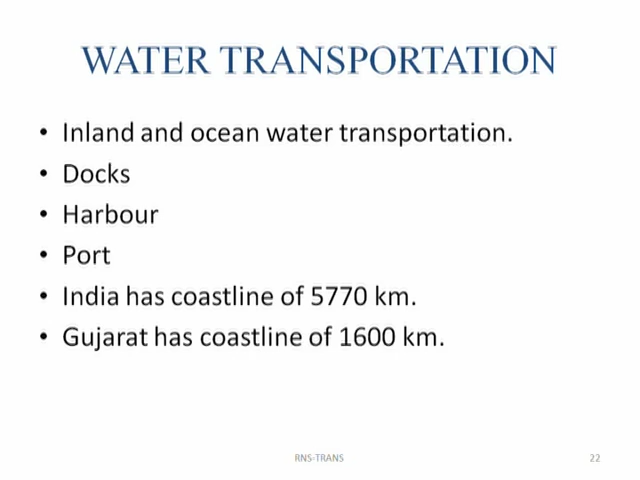 WATER TRANSPORTATION
• Inland and ocean water transportation.
• Docks
• Harbour
• Port
• India has coastline of 5770 km.
• Gujarat has coastline of 1600 km.
RNS-TRANS
22